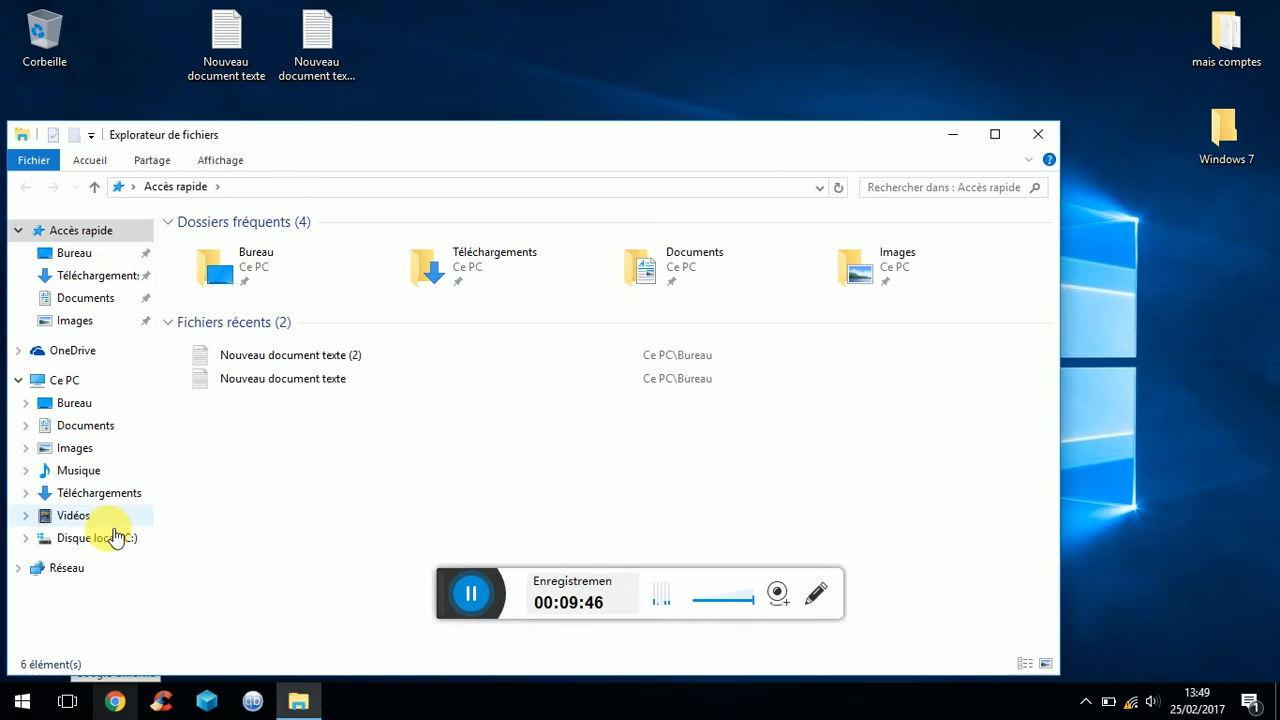 Corbeille
Nouveau
document texte
Nouveau
document tex...
mais comptes
Windows 7
Explorateur de fichiers
Fichier
Accueil
Partage
Affichage
Accès rapide
Rechercher dans : Accès rapide
Accès rapide
Bureau
Téléchargements
Documents
Images
OneDrive
Ce PC
Bureau
Documents
Images
Musique
Téléchargements
Vidéos
Disque C:)
Réseau
Dossiers fréquents (4)
Bureau
Ce PC
Téléchargements
Ce PC
Documents
Ce PC
Images
Ce PC
Fichiers récents (2)
Nouveau document texte (2)
Ce PC\Bureau
Nouveau document texte
Ce PC\Bureau
Enregistremen
00:09:46
6 élément(s)
13:49
25/02/2017
1